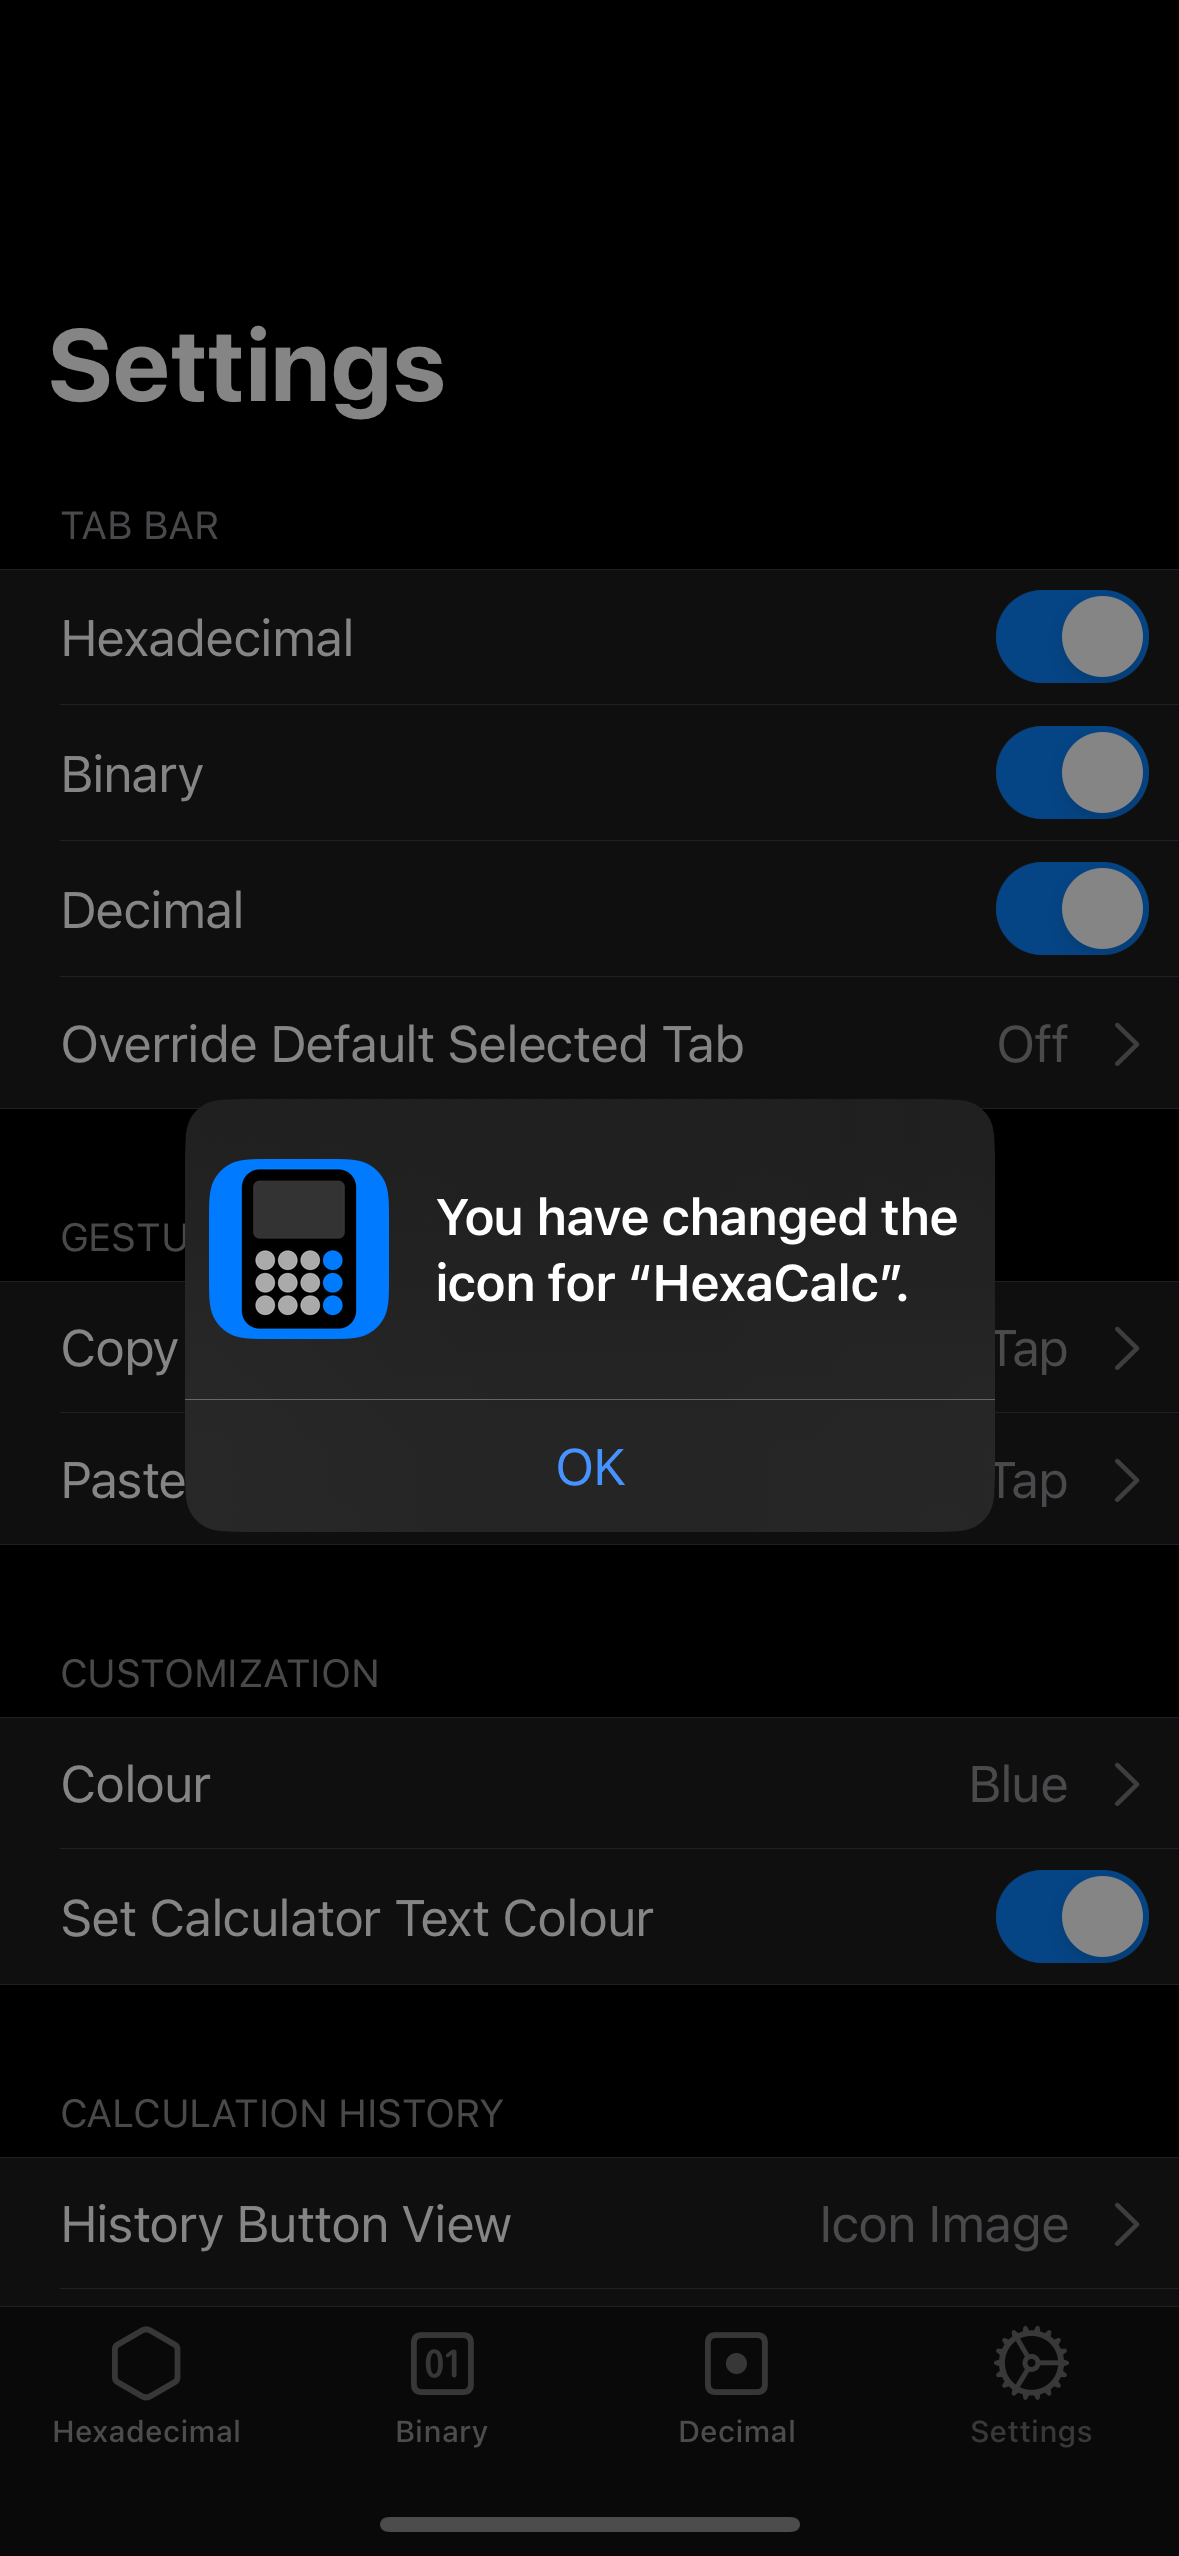 Settings
TAB BAR
Hexadecimal
Binary
Decimal
Override Default Selected Tab Off
You have changed the
icon for “HexaCalc”.
Copy Tap
OK
Paste Tap
CUSTOMIZATION
Colour Blue
Set Calculator Text Colour
CALCULATION HISTORY
History Button View Icon Image
01
Hexadecimal Binary Decimal Settings